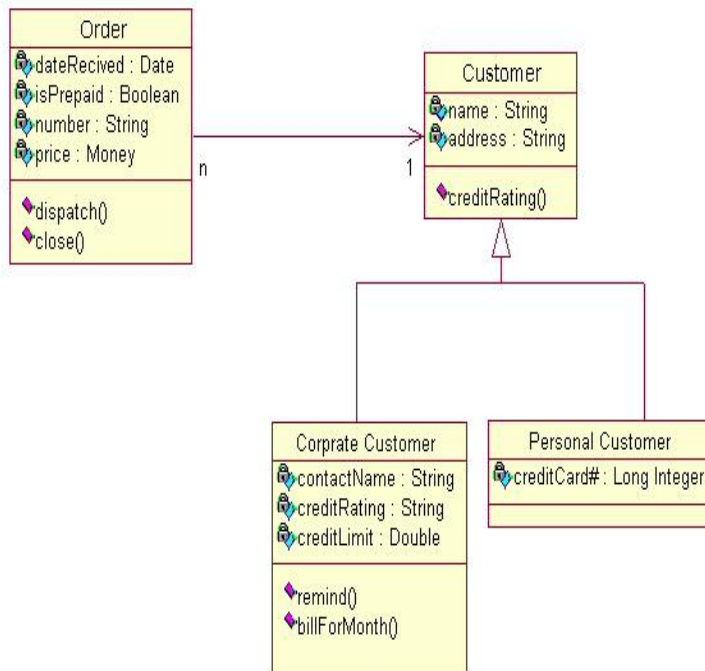 Order
dateRecived : Date
isPrepaid : Boolean
number : String
price : Money
dispatch()
close()
n
1
Customer
name : String
address : String
creditRating()
Corprate Customer
contactName : String
creditRating : String
creditLimit : Double
remind()
billForMonth()
Personal Customer
creditCard# : Long Integer